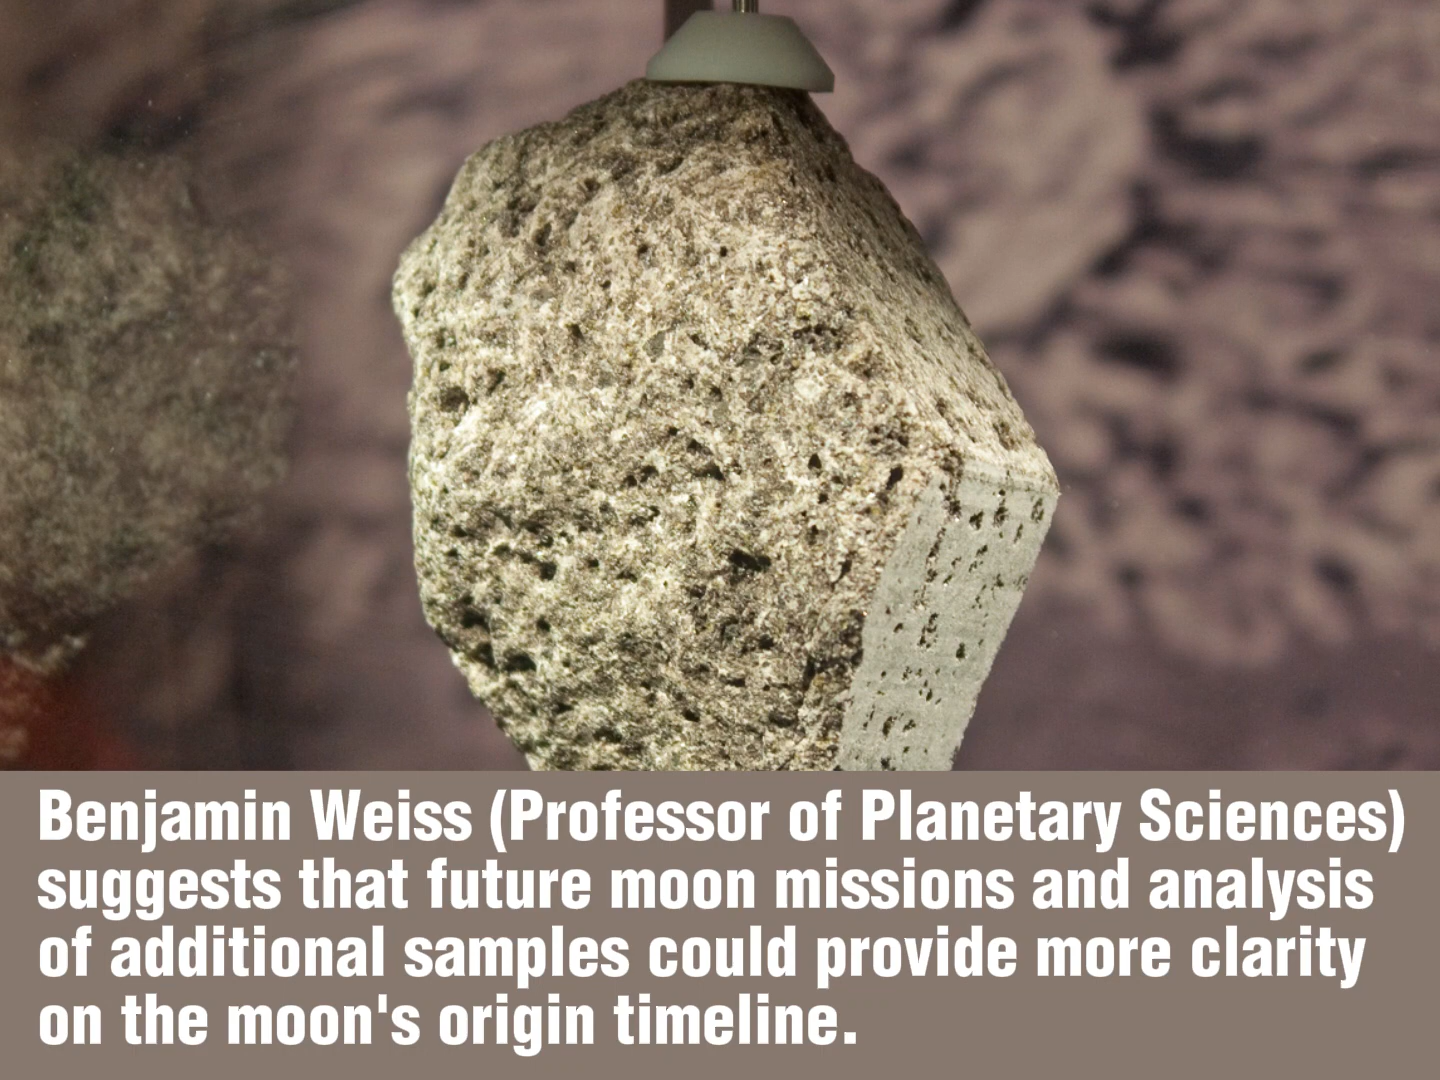 Benjamin Weiss (Professor of Planetary Sciences)
suggests that future moon missions and analysis
of additional samples could provide more clarity
on the moon's origin timeline.